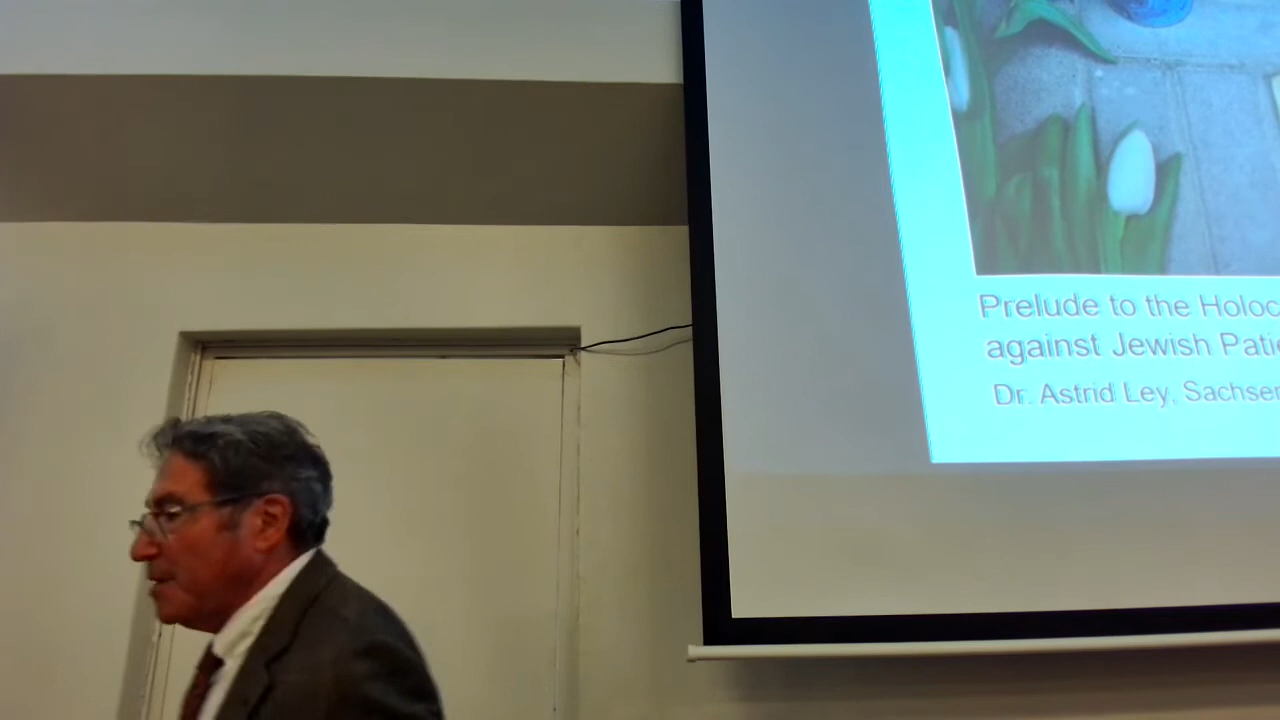 Prelude to the Holoc
against Jewish Patie
Dr. Astrid Ley, Sachsen